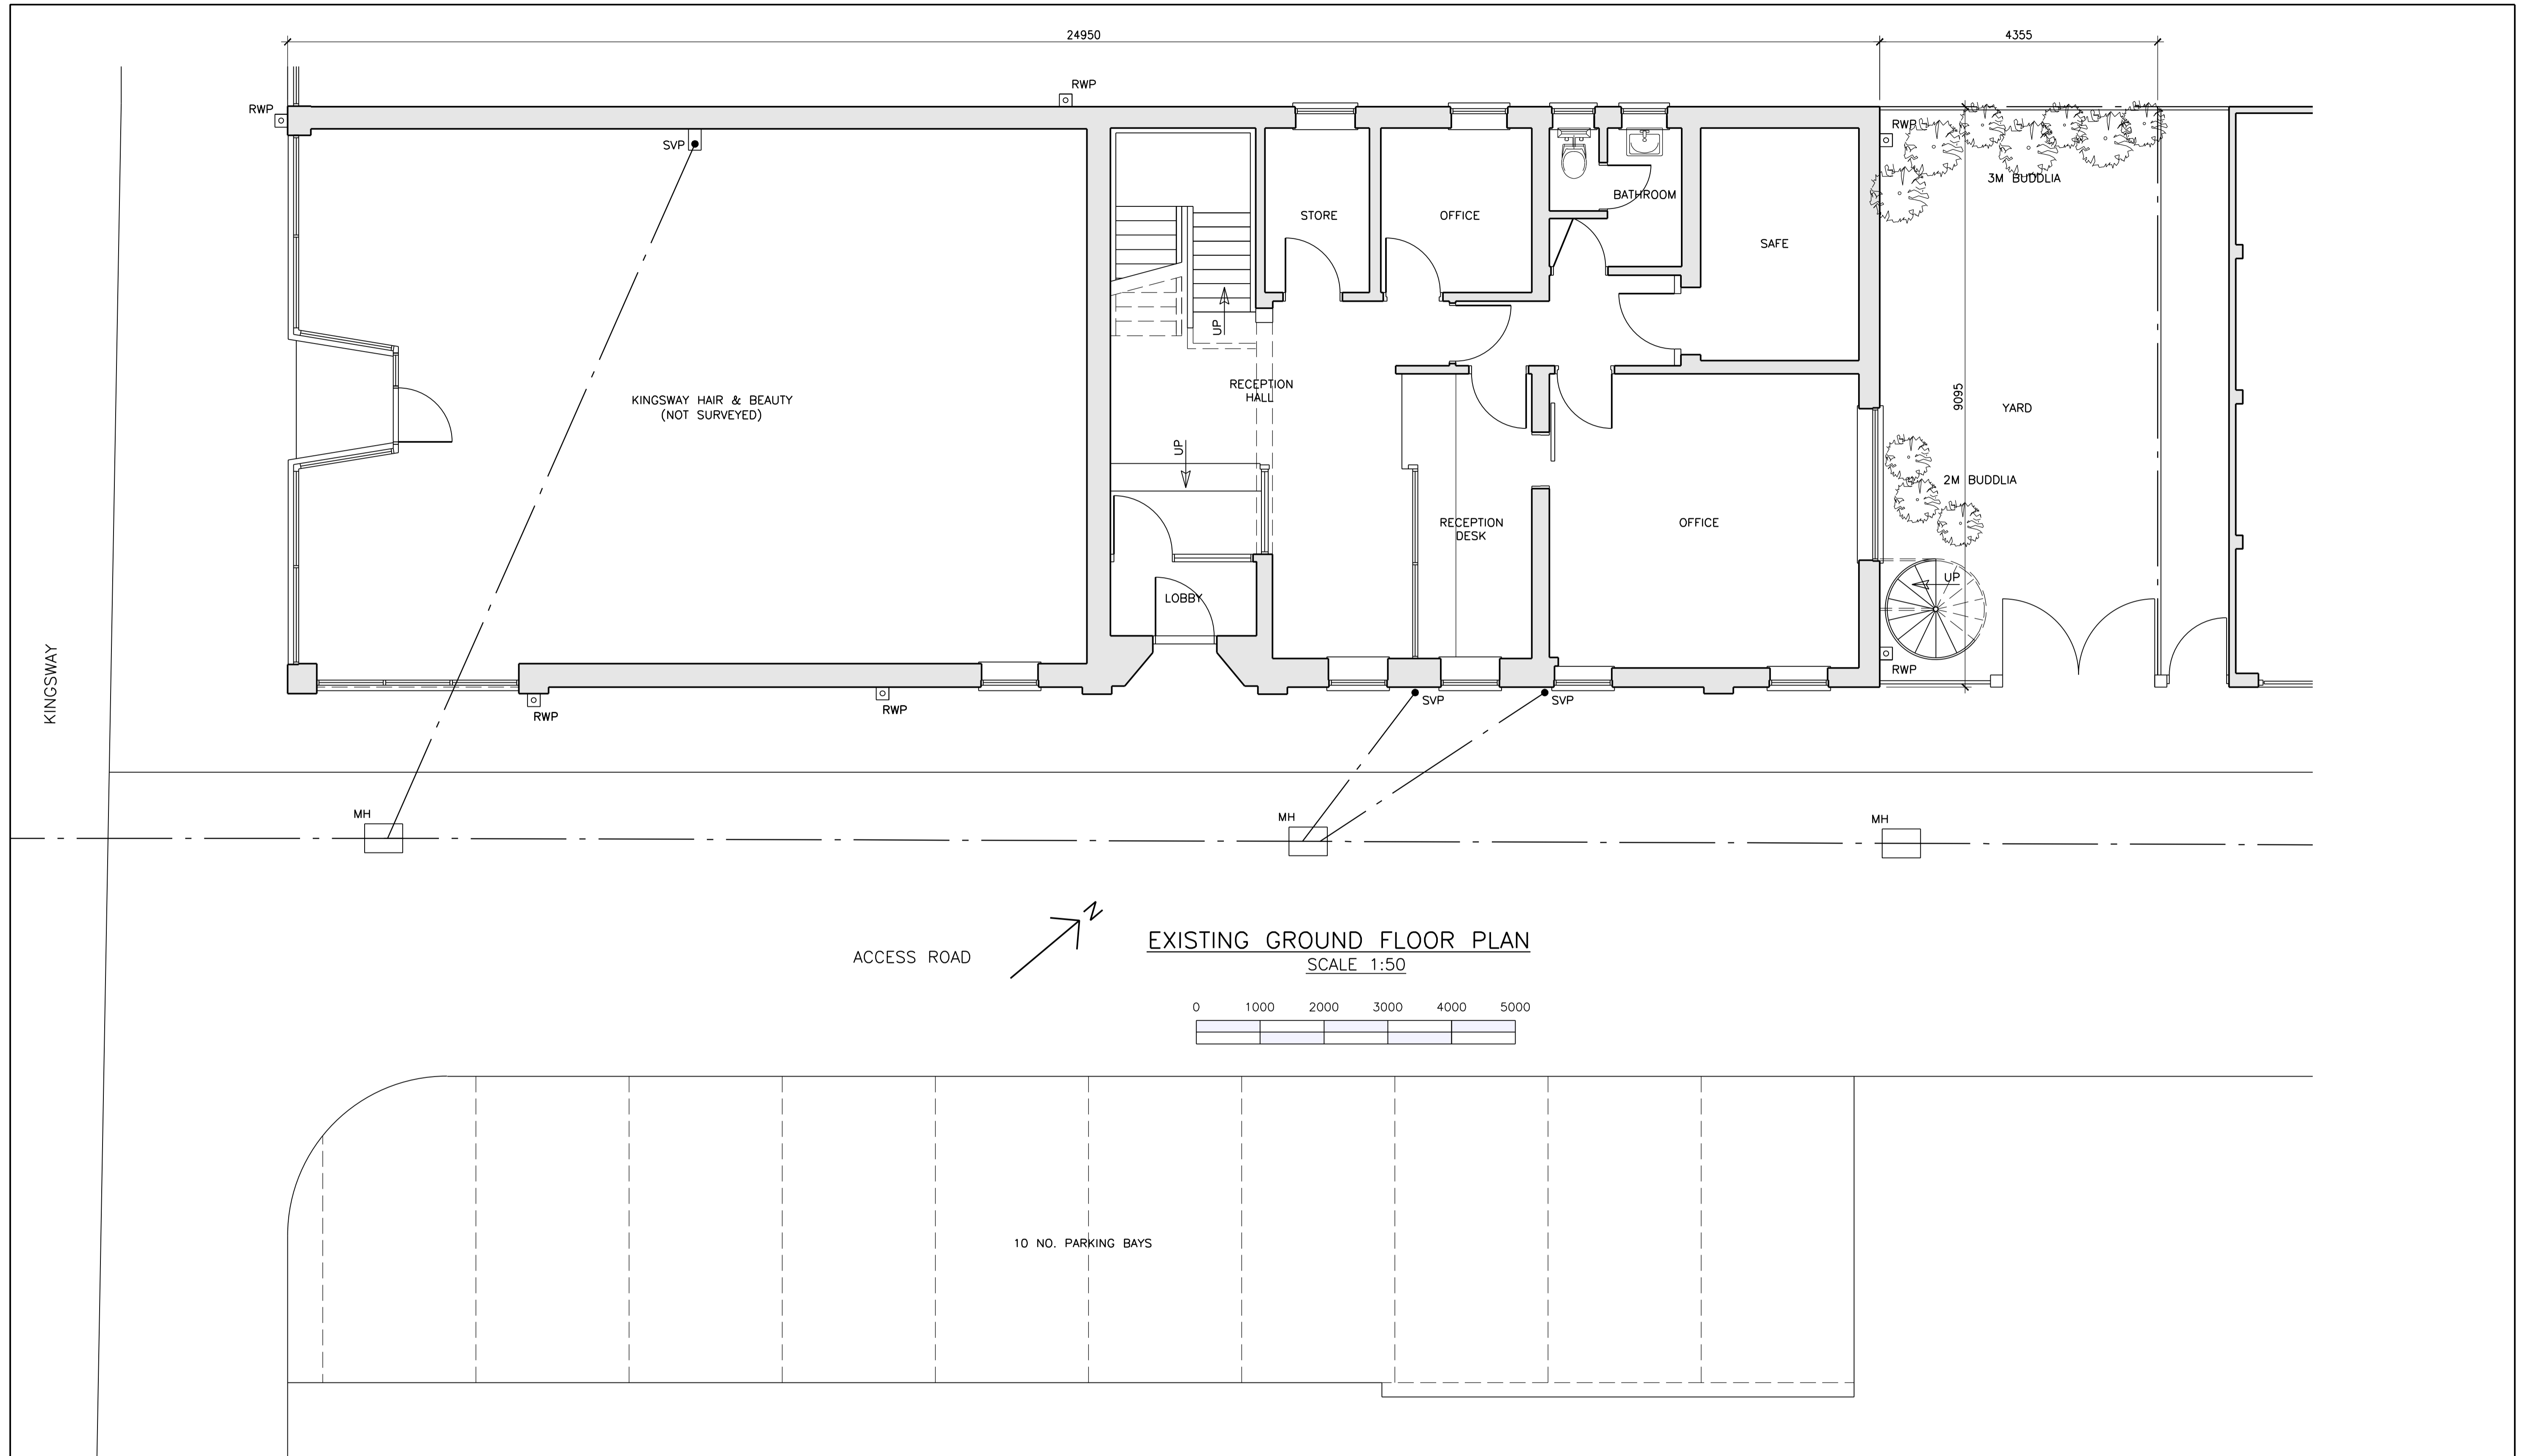 24950
4355
RWP
RWP
RWP
SVP
3M BUDDLIA
STORE
OFFICE
BATHROOM
SAFE
UP
RECEPTION
HALL
KINGSWAY HAIR & BEAUTY
(NOT SURVEYED)
9095
YARD
UP
2M BUDDLIA
RECEPTION
DESK
OFFICE
UP
LOBBY
KINGSWAY
RWP
RWP
RWP
SVP
SVP
MH
MH
MH
N
ACCESS ROAD
EXISTING GROUND FLOOR PLAN
SCALE 1:50
0 1000 2000 3000 4000 5000
10 NO. PARKING BAYS